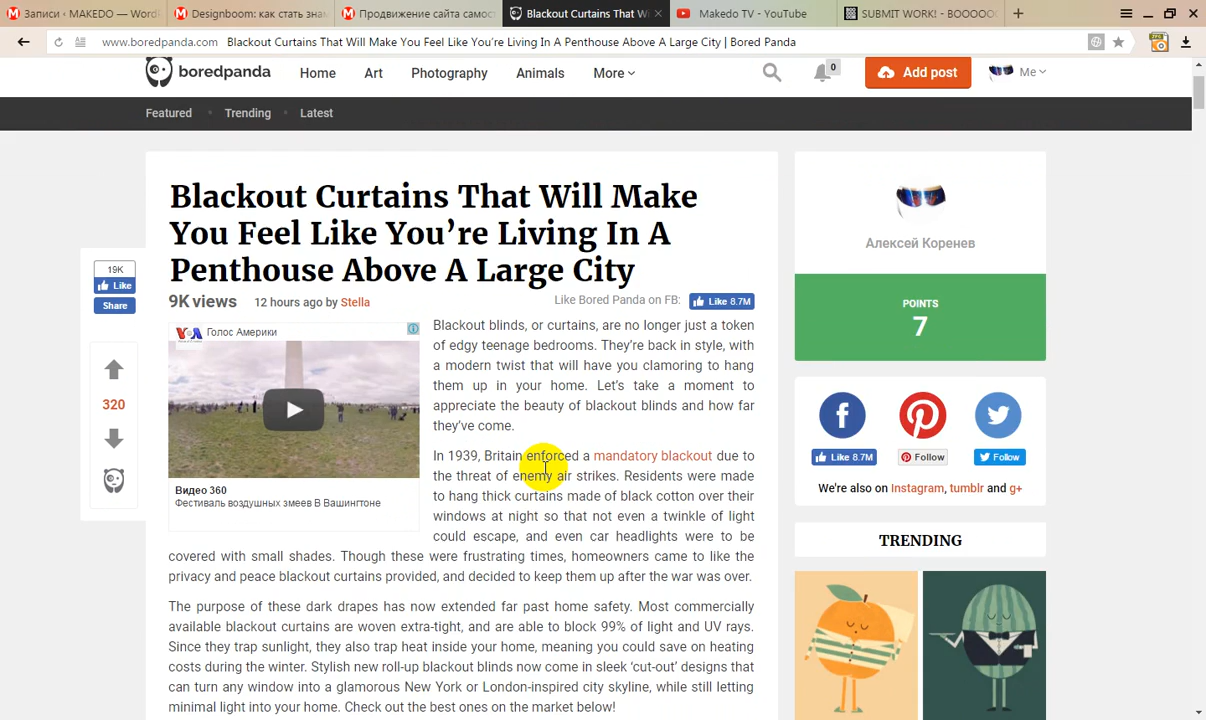 Записи ‹ MAKEDO — Wor
Designboom: как стать зна
Продвижение сайта самос
Blackout Curtains That Wi
Makedo TV - YouTube
SUBMIT WORK! - BOOOOO
www.boredpanda.com
Blackout Curtains That Will Make You Feel Like You're Living In A Penthouse Above A Large City | Bored Panda
boredpanda
Home
Art
Photography
Animals
More
0
Add post
Me
Featured
Trending
Latest
Blackout Curtains That Will Make
You Feel Like You’re Living In A
Penthouse Above A Large City
9K views
12 hours ago by Stella
Like Bored Panda on FB:
Like 8.7M
19K
Like
Share
320
VOA
Голос Америки
Видео 360
Фестиваль воздушных змеев В Вашингтоне
Blackout blinds, or curtains, are no longer just a token
of edgy teenage bedrooms. They’re back in style, with
a modern twist that will have you clamoring to hang
them up in your home. Let’s take a moment to
appreciate the beauty of blackout blinds and how far
they’ve come.
In 1939, Britain enforced a mandatory blackout due to
the threat of enemy air strikes. Residents were made
to hang thick curtains made of black cotton over their
windows at night so that not even a twinkle of light
could escape, and even car headlights were to be
covered with small shades. Though these were frustrating times, homeowners came to like the
privacy and peace blackout curtains provided, and decided to keep them up after the war was over.
The purpose of these dark drapes has now extended far past home safety. Most commercially
available blackout curtains are woven extra-tight, and are able to block 99% of light and UV rays.
Since they trap sunlight, they also trap heat inside your home, meaning you could save on heating
costs during the winter. Stylish new roll-up blackout blinds now come in sleek ‘cut-out’ designs that
can turn any window into a glamorous New York or London-inspired city skyline, while still letting
minimal light into your home. Check out the best ones on the market below!
Алексей Коренев
POINTS
7
Like 8.7M
Follow
Follow
We're also on Instagram, tumblr and g+
TRENDING